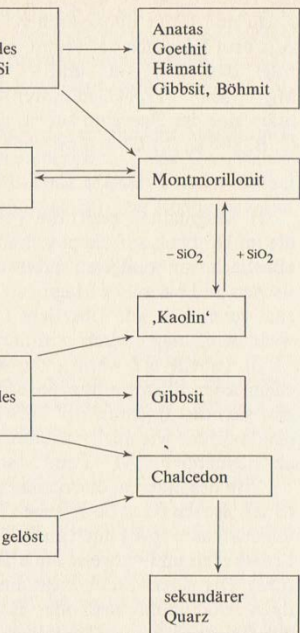 des
Si
Anatas
Goethit
Hämatit
Gibbsit, Böhmit
Montmorillonit
−SiO₂
+SiO₂
‚Kaolin‘
des
Gibbsit
Chalcedon
gelöst
sekundärer
Quarz